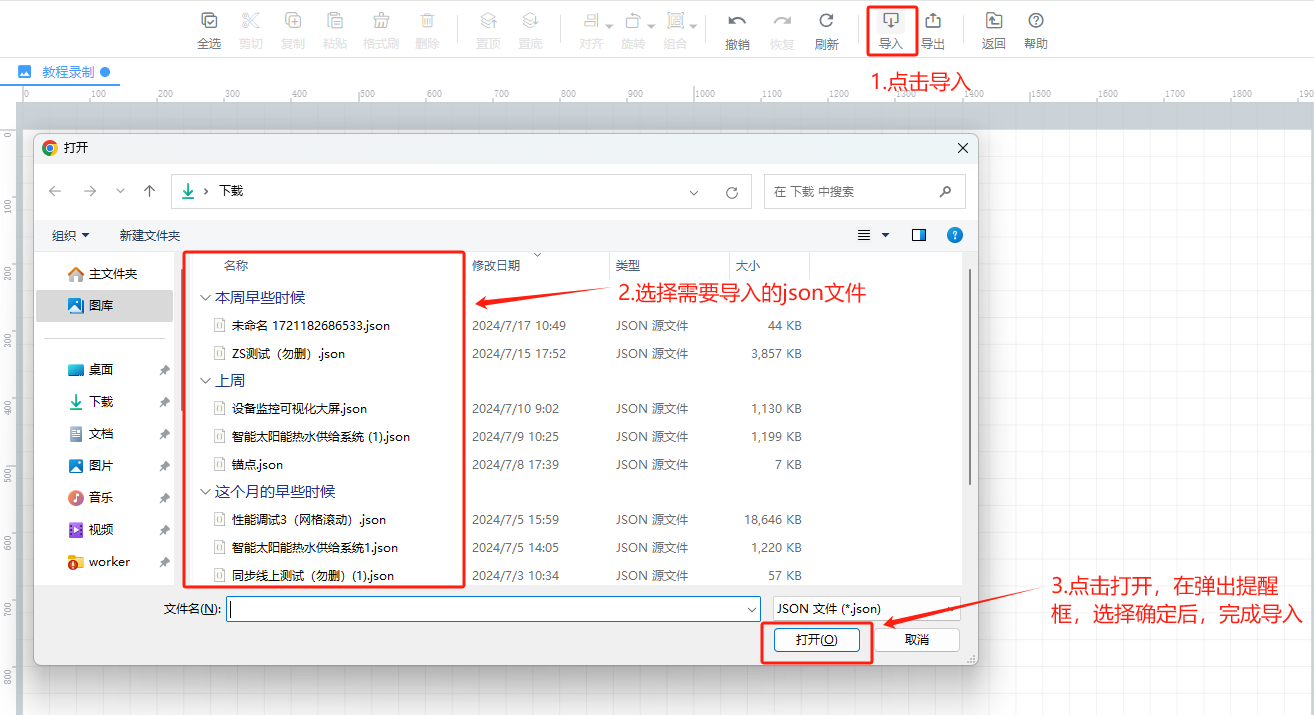 全选 剪切 复制 粘贴 格式刷 删除 置顶 置底 对齐 旋转 组合 撤销 恢复 刷新 导入 导出 返回 帮助
教程录制
1.点击导入
0 100 200 300 400 500 600 700 800 900 1000 1100 1200 1300 1400 1500 1600 1700 1800 1900
打开
下载
在 下载 中搜索
组织 新建文件夹
名称 修改日期 类型 大小
主文件夹
图库
桌面
下载
文档
图片
音乐
视频
worker
本周早些时候
2.选择需要导入的json文件
未命名 1721182686533.json 2024/7/17 10:49 JSON 源文件 44 KB
ZS测试（勿删）.json 2024/7/15 17:52 JSON 源文件 3,857 KB
上周
设备监控可视化大屏.json 2024/7/10 9:02 JSON 源文件 1,130 KB
智能太阳能热水供给系统 (1).json 2024/7/9 10:25 JSON 源文件 1,199 KB
锚点.json 2024/7/8 17:39 JSON 源文件 7 KB
这个月的早些时候
性能调试3（网格滚动）.json 2024/7/5 15:59 JSON 源文件 18,646 KB
智能太阳能热水供给系统1.json 2024/7/5 14:05 JSON 源文件 1,220 KB
同步线上测试（勿删）(1).json 2024/7/3 10:34 JSON 源文件 57 KB
文件名(N): JSON 文件 (*.json)
打开(O) 取消
3.点击打开，在弹出提醒
框，选择确定后，完成导入
0
100
200
300
400
500
600
700
800